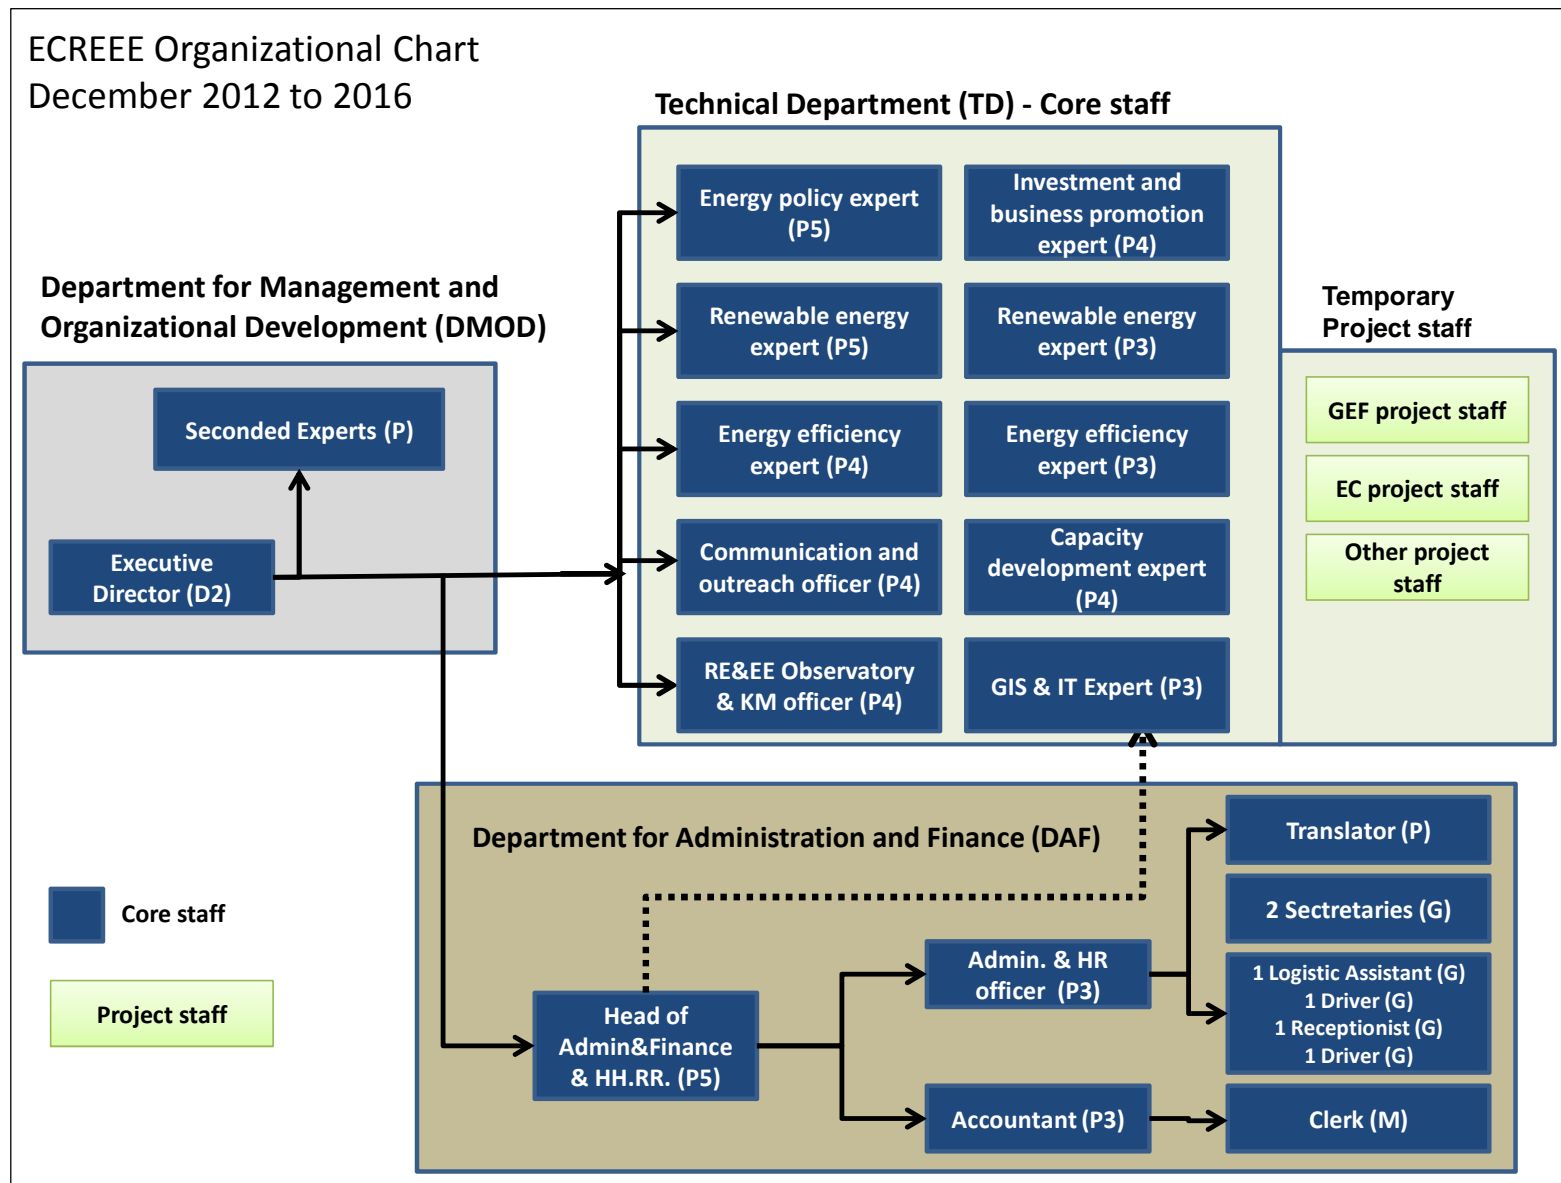 ECREEE Organizational Chart
December 2012 to 2016
Technical Department (TD) - Core staff
Energy policy expert
(P5)
Investment and
business promotion
expert (P4)
Department for Management and
Organizational Development (DMOD)
Renewable energy
expert (P5)
Renewable energy
expert (P3)
Temporary
Project staff
Seconded Experts (P)
Energy efficiency
expert (P4)
Energy efficiency
expert (P3)
GEF project staff
EC project staff
Other project
staff
Executive
Director (D2)
Communication and
outreach officer (P4)
Capacity
development expert
(P4)
RE&EE Observatory
& KM officer (P4)
GIS & IT Expert (P3)
Department for Administration and Finance (DAF)
Translator (P)
2 Sectretaries (G)
Core staff
Project staff
Head of
Admin&Finance
& HH.RR. (P5)
Admin. & HR
officer (P3)
1 Logistic Assistant (G)
1 Driver (G)
1 Receptionist (G)
1 Driver (G)
Accountant (P3)
Clerk (M)